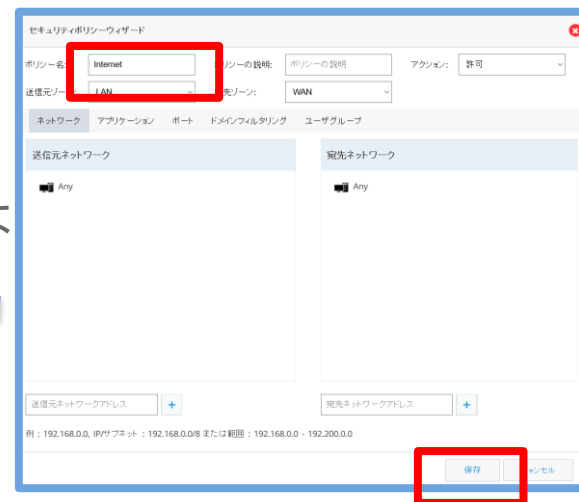 セキュリティポリシーウィザード
ポリシー名: Internet ポリシーの説明: ポリシーの説明 アクション: 許可
送信元ゾーン: LAN 宛先ゾーン: WAN
ネットワーク アプリケーション ポート ドメインフィルタリング ユーザグループ
送信元ネットワーク 宛先ネットワーク
Any Any
送信元ネットワークアドレス + 宛先ネットワークアドレス +
例 : 192.168.0.0, IP/サブネット : 192.168.0.0/8 または範囲 : 192.168.0.0 - 192.200.0.0
保存 キャンセル